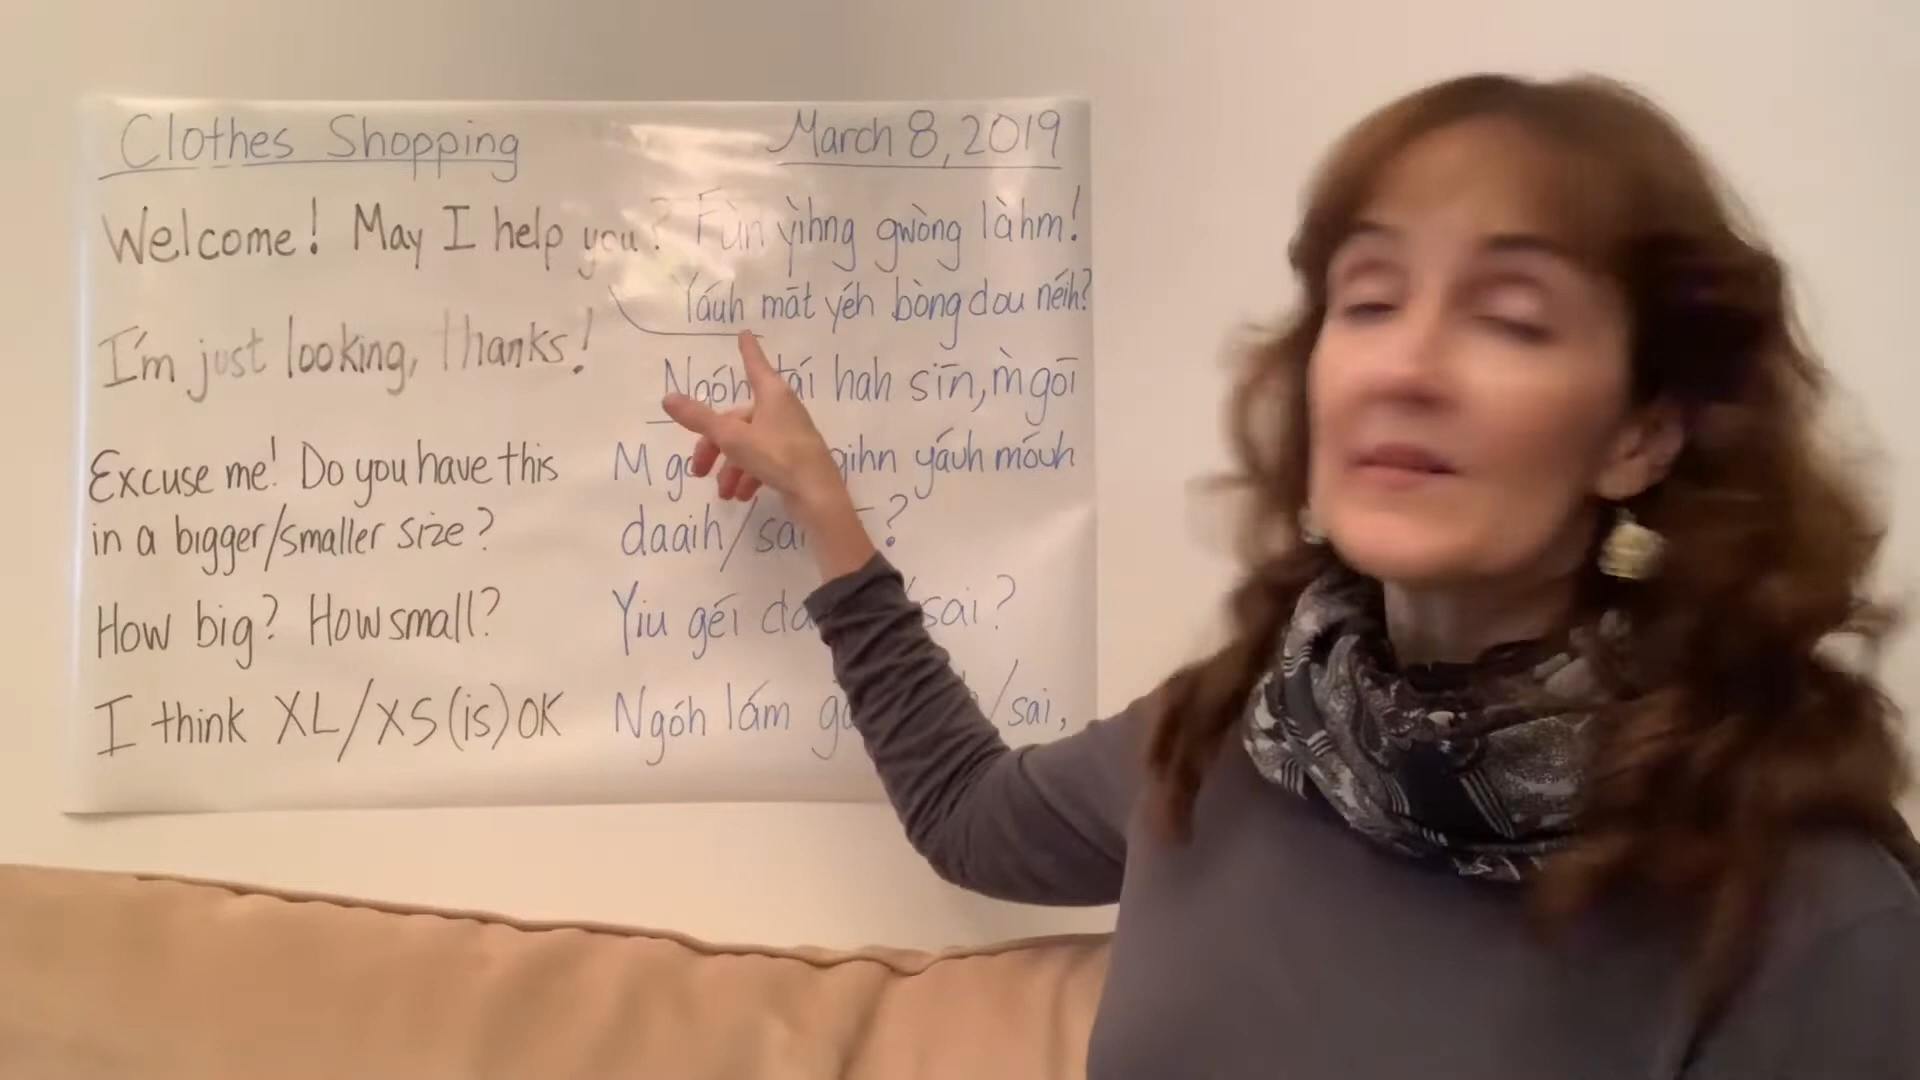 Clothes Shopping March 8, 2019
Welcome! May I help you? Fùn yìhng gwòng làhm!
Yáuh māt yéh bòng dou néih?
I'm just looking, thanks!
Ngóh tái hah sīn, m̀gōi
Excuse me! Do you have this M yáuh móuh
in a bigger/smaller size? daaih/sai ?
How big? How small? Yiu géi sai?
I think XL/XS (is) OK Ngóh lám /sai,